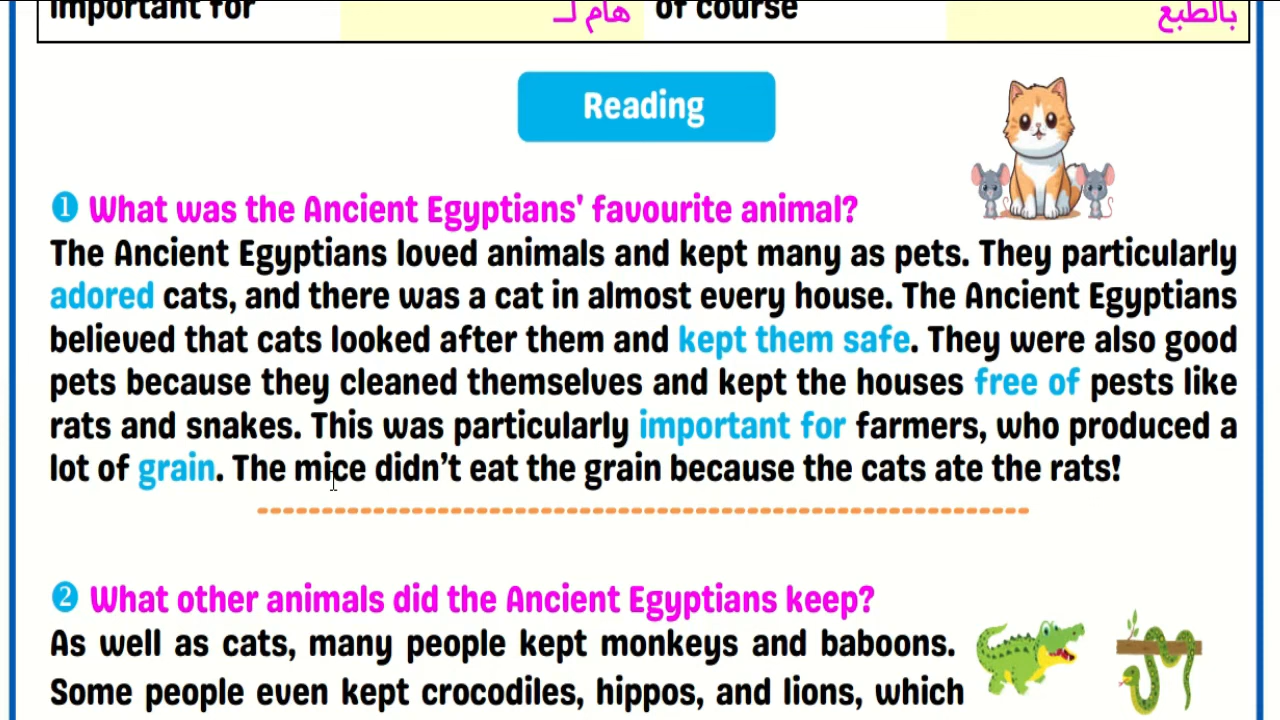 important for هام لـ of course بالطبع
Reading
1 What was the Ancient Egyptians' favourite animal?
The Ancient Egyptians loved animals and kept many as pets. They particularly
adored cats, and there was a cat in almost every house. The Ancient Egyptians
believed that cats looked after them and kept them safe. They were also good
pets because they cleaned themselves and kept the houses free of pests like
rats and snakes. This was particularly important for farmers, who produced a
lot of grain. The mice didn't eat the grain because the cats ate the rats!
2 What other animals did the Ancient Egyptians keep?
As well as cats, many people kept monkeys and baboons.
Some people even kept crocodiles, hippos, and lions, which